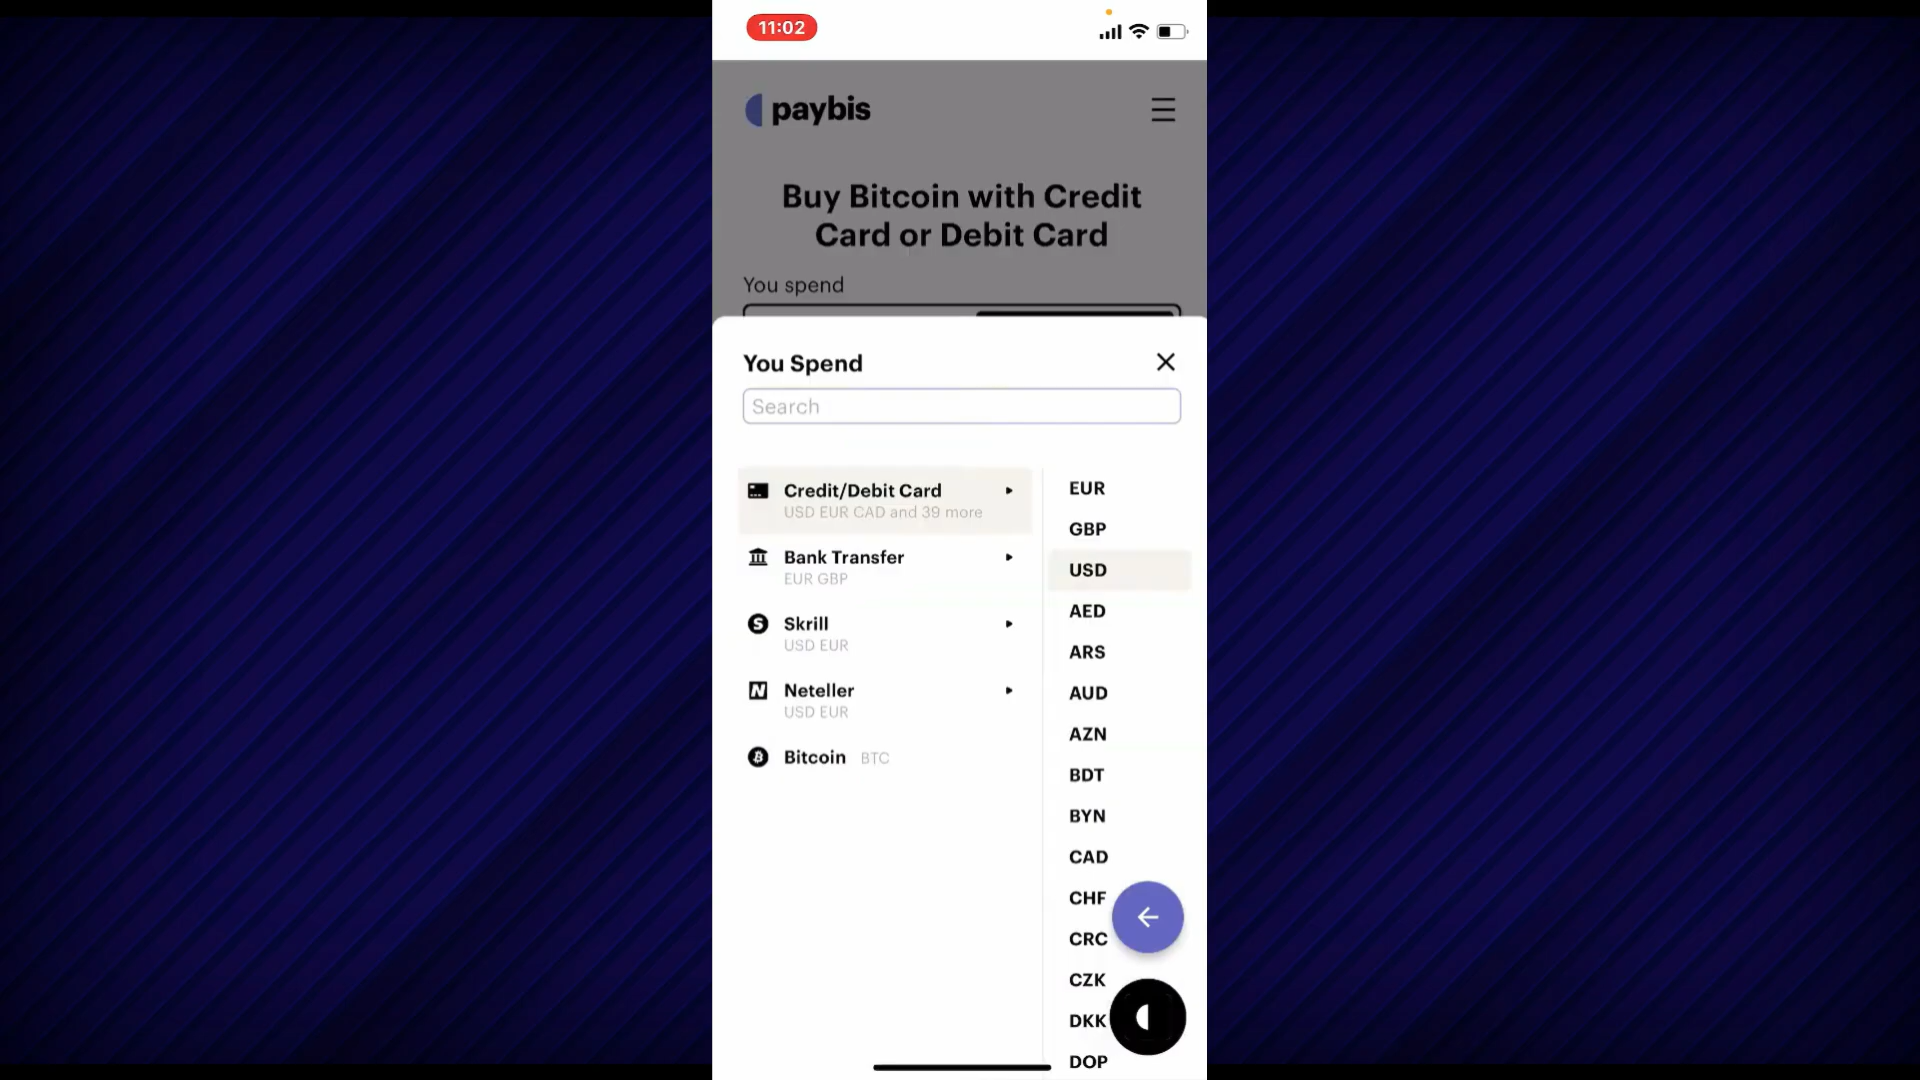 11:02
paybis
Buy Bitcoin with Credit
Card or Debit Card
You spend
You Spend
Search
Credit/Debit Card
USD EUR CAD and 39 more
Bank Transfer
EUR GBP
Skrill
USD EUR
Neteller
USD EUR
Bitcoin BTC
EUR
GBP
USD
AED
ARS
AUD
AZN
BDT
BYN
CAD
CHF
CRC
CZK
DKK
DOP